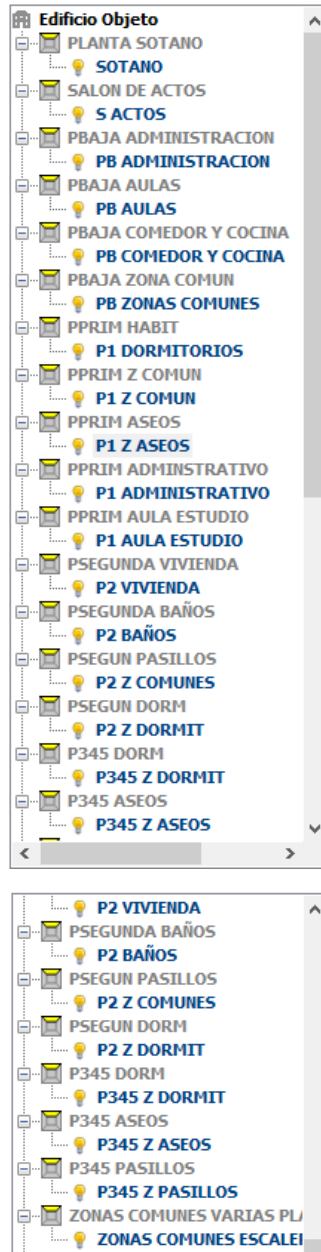 Edificio Objeto
PLANTA SOTANO
SOTANO
SALON DE ACTOS
S ACTOS
PBAJA ADMINISTRACION
PB ADMINISTRACION
PBAJA AULAS
PB AULAS
PBAJA COMEDOR Y COCINA
PB COMEDOR Y COCINA
PBAJA ZONA COMUN
PB ZONAS COMUNES
PPRIM HABIT
P1 DORMITORIOS
PPRIM Z COMUN
P1 Z COMUN
PPRIM ASEOS
P1 Z ASEOS
PPRIM ADMINSTRATIVO
P1 ADMINISTRATIVO
PPRIM AULA ESTUDIO
P1 AULA ESTUDIO
PSEGUNDA VIVIENDA
P2 VIVIENDA
PSEGUNDA BAÑOS
P2 BAÑOS
PSEGUN PASILLOS
P2 Z COMUNES
PSEGUN DORM
P2 Z DORMIT
P345 DORM
P345 Z DORMIT
P345 ASEOS
P345 Z ASEOS
P2 VIVIENDA
PSEGUNDA BAÑOS
P2 BAÑOS
PSEGUN PASILLOS
P2 Z COMUNES
PSEGUN DORM
P2 Z DORMIT
P345 DORM
P345 Z DORMIT
P345 ASEOS
P345 Z ASEOS
P345 PASILLOS
P345 Z PASILLOS
ZONAS COMUNES VARIAS
ZONAS COMUNES